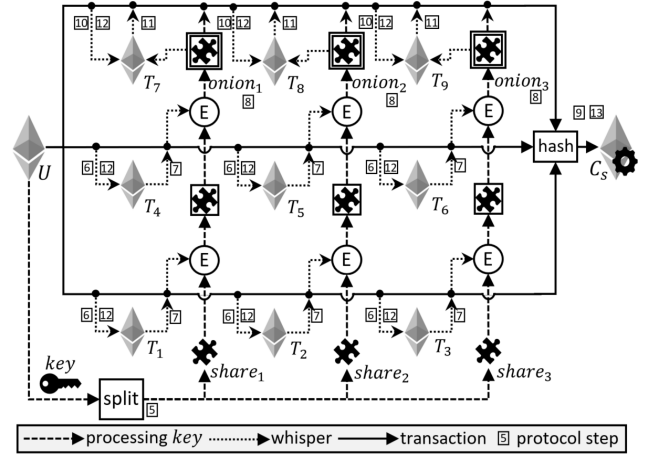 10 12 11 10 12 11 10 12 11
T7 T8 T9
onion1 onion2 onion3
8 8 8
9 13
E E E
U hash Cs
6 12 7 6 12 7 6 12 7
T4 T5 T6
E E E
6 12 7 6 12 7 6 12 7
T1 T2 T3
key share1 share2 share3
split 5
processing key whisper transaction 5 protocol step